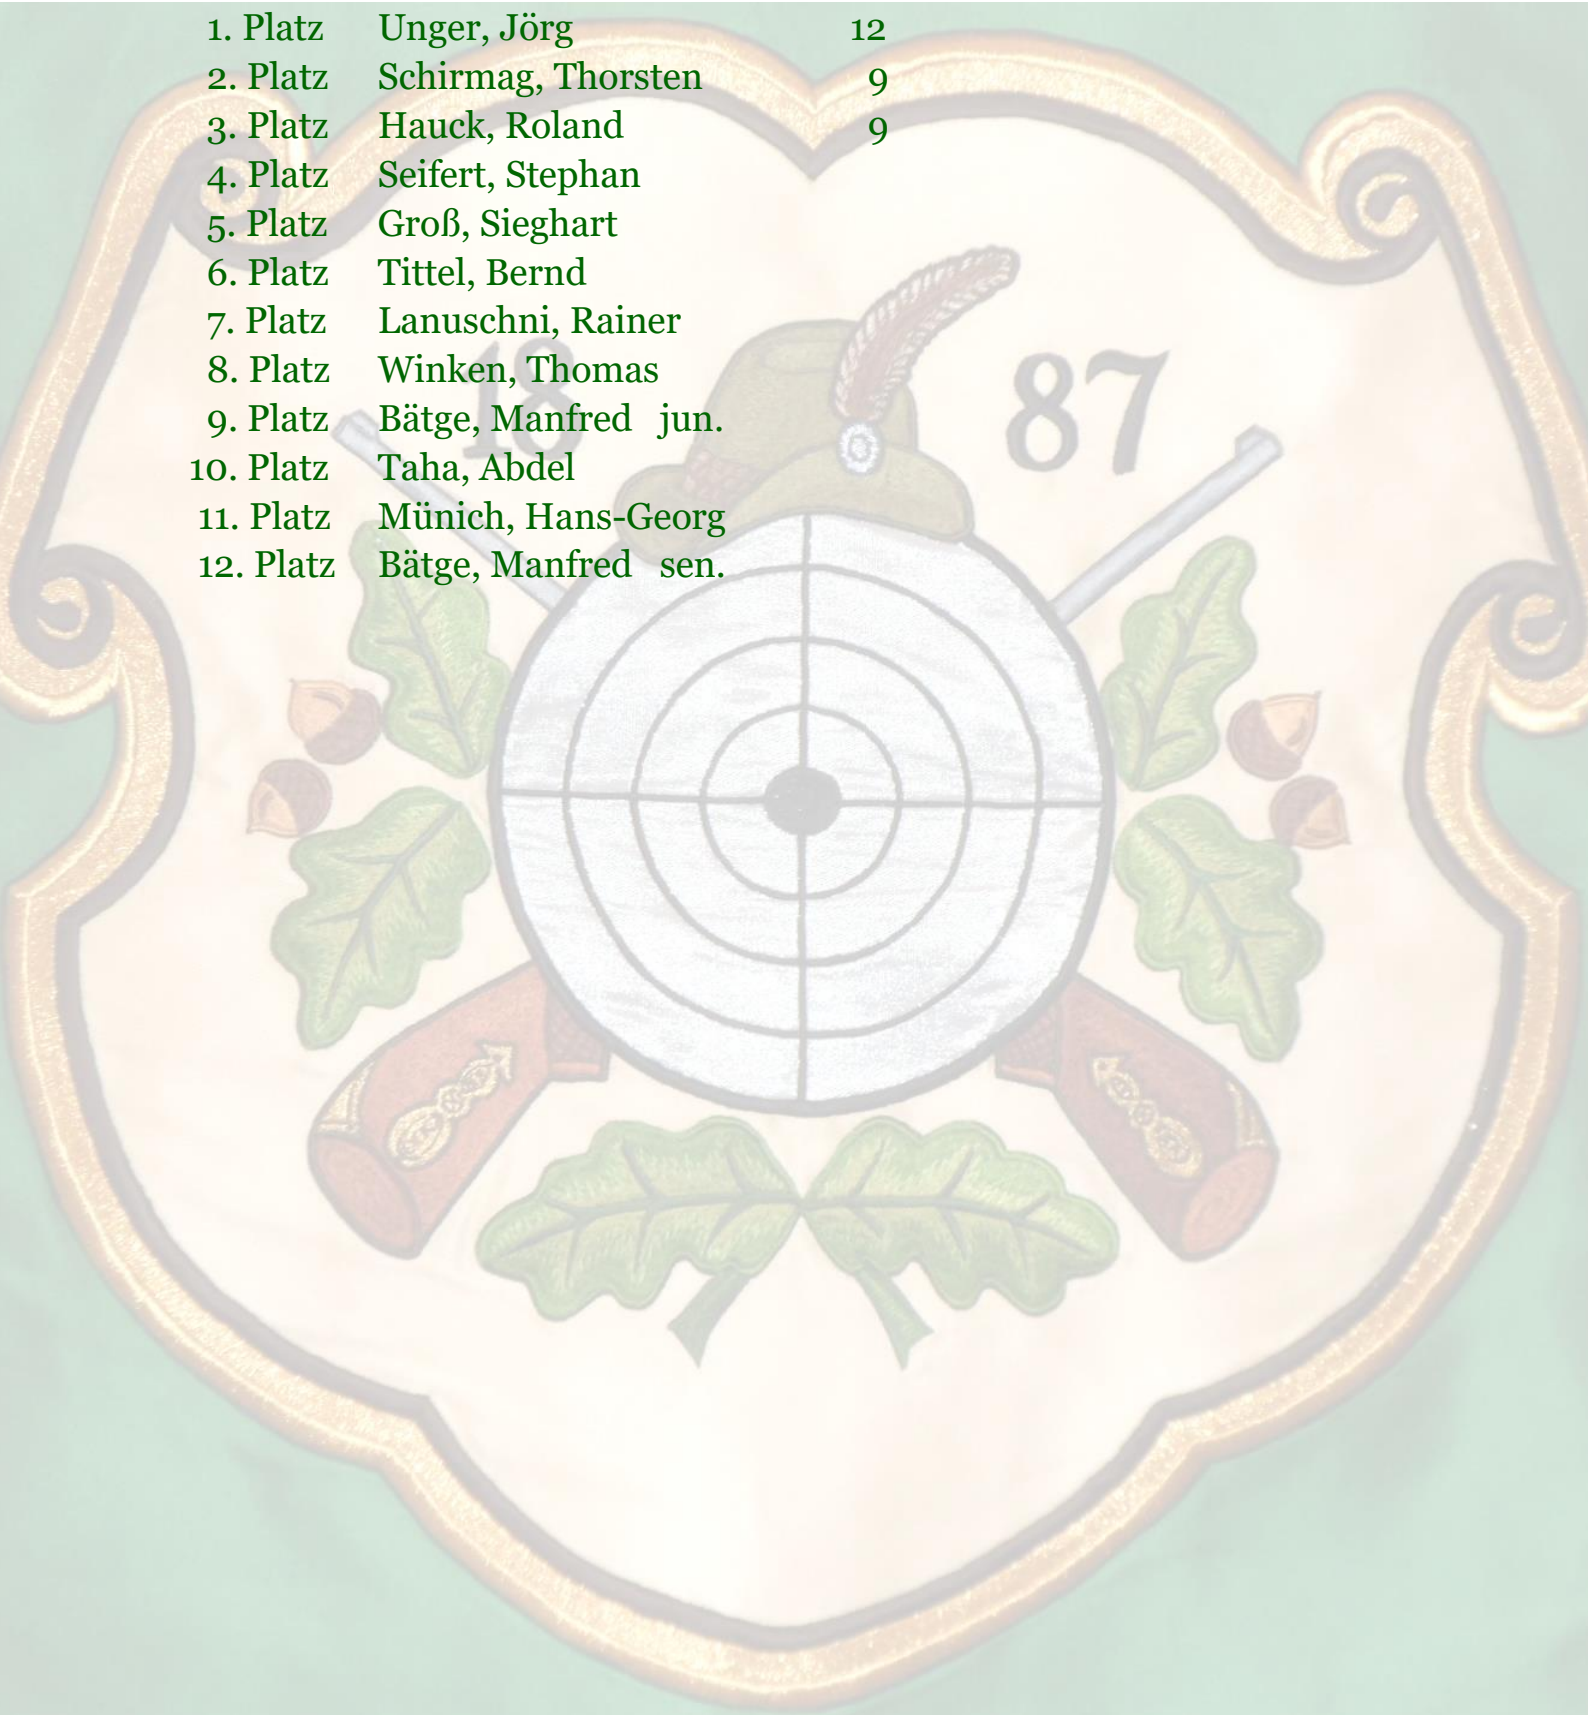 1. Platz Unger, Jörg 12
2. Platz Schirmag, Thorsten 9
3. Platz Hauck, Roland 9
4. Platz Seifert, Stephan
5. Platz Groß, Sieghart
6. Platz Tittel, Bernd
7. Platz Lanuschni, Rainer
8. Platz Winken, Thomas
9. Platz Bätge, Manfred jun.
10. Platz Taha, Abdel
11. Platz Münich, Hans-Georg
12. Platz Bätge, Manfred sen.
18 87